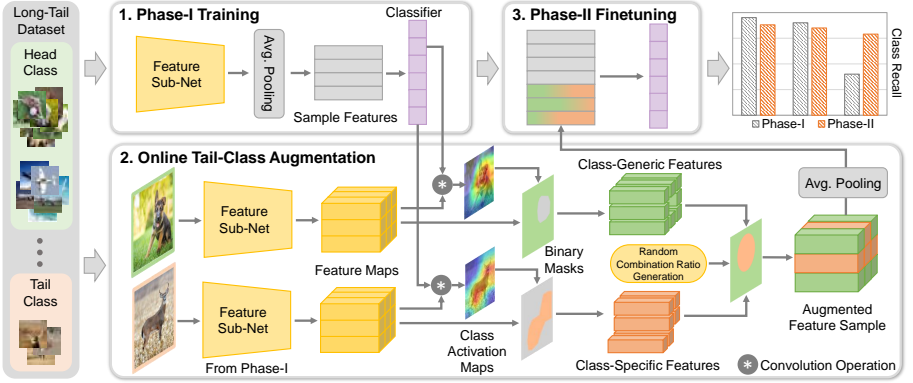 Long-Tail
Dataset
Head
Class
Tail
Class
1. Phase-I Training
Feature
Sub-Net
Avg. Pooling
Sample Features
Classifier
3. Phase-II Finetuning
Class Recall
Phase-I
Phase-II
2. Online Tail-Class Augmentation
Feature
Sub-Net
Feature Maps
Feature
Sub-Net
From Phase-I
*
*
Class
Activation
Maps
Binary
Masks
Class-Generic Features
Random
Combination Ratio
Generation
Class-Specific Features
Avg. Pooling
Augmented
Feature Sample
* Convolution Operation